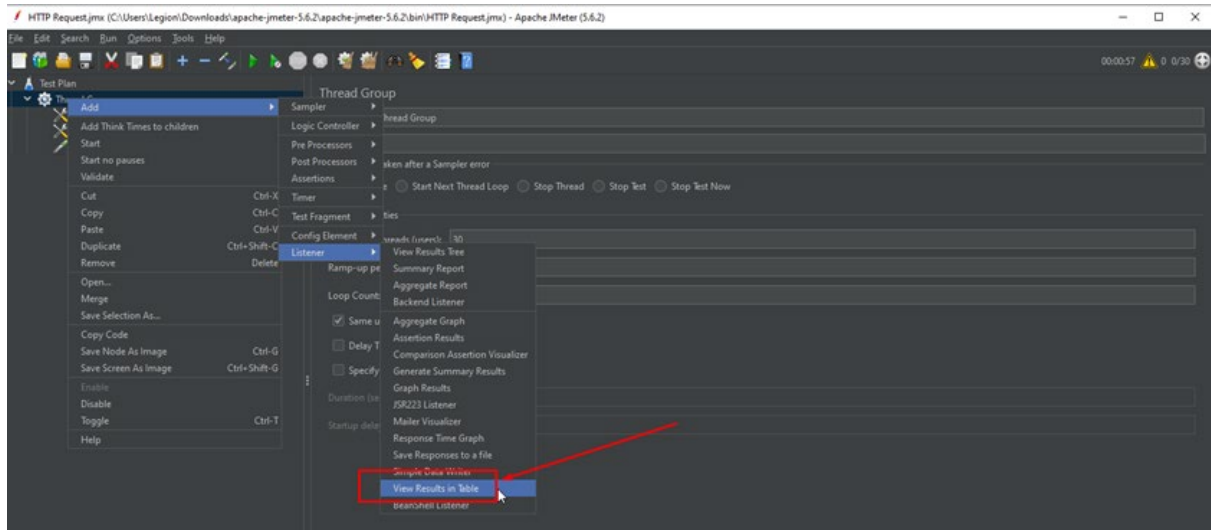 HTTP Request.jmx (C:\Users\Legion\Downloads\apache-jmeter-5.6.2\apache-jmeter-5.6.2\bin\HTTP Request.jmx) - Apache JMeter (5.6.2)
File Edit Search Run Options Tools Help
00:00:57 0 0/30
Test Plan
Thread Group
Add
Add Think Times to children
Start
Start no pauses
Validate
Cut Ctrl-X
Copy Ctrl-C
Paste Ctrl-V
Duplicate Ctrl+Shift-C
Remove Delete
Open...
Merge
Save Selection As...
Copy Code
Save Node As Image Ctrl-G
Save Screen As Image Ctrl+Shift-G
Enable
Disable
Toggle Ctrl-T
Help
Sampler
Logic Controller
Pre Processors
Post Processors
Assertions
Timer
Test Fragment
Config Element
Listener
View Results Tree
Summary Report
Aggregate Report
Backend Listener
Aggregate Graph
Assertion Results
Comparison Assertion Visualizer
Generate Summary Results
Graph Results
JSR223 Listener
Mailer Visualizer
Response Time Graph
Save Responses to a file
Simple Data Writer
View Results in Table
BeanShell Listener
Thread Group
hread Group
aken after a Sampler error
e Start Next Thread Loop Stop Thread Stop Test Stop Test Now
ties
hreads (users): 30
Ramp-up pe
Loop Count:
Same u
Delay T
Specify
Duration (se
Startup dela